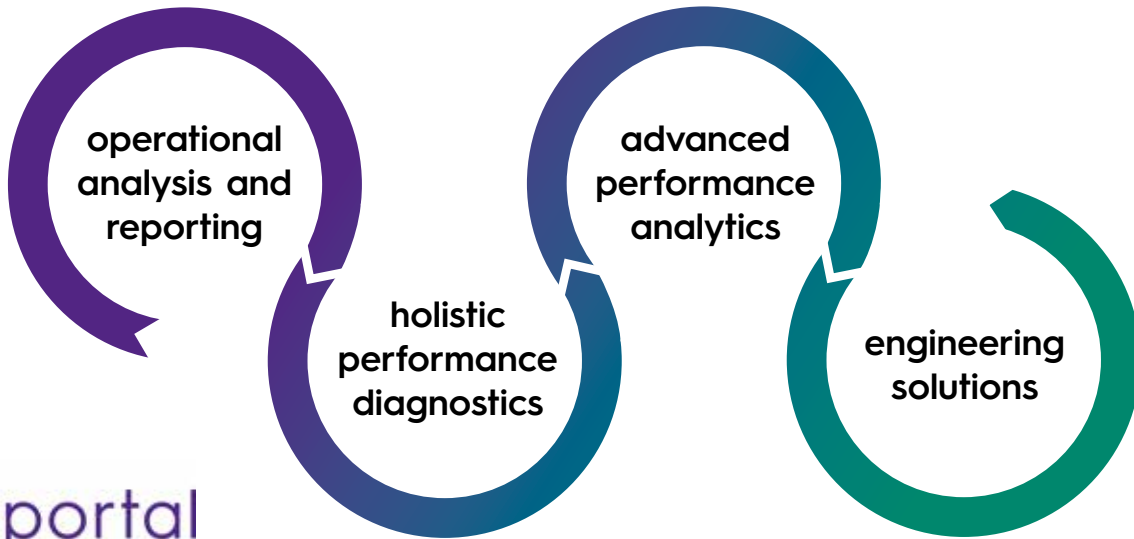 operational
analysis and
reporting
holistic
performance
diagnostics
advanced
performance
analytics
engineering
solutions
portal